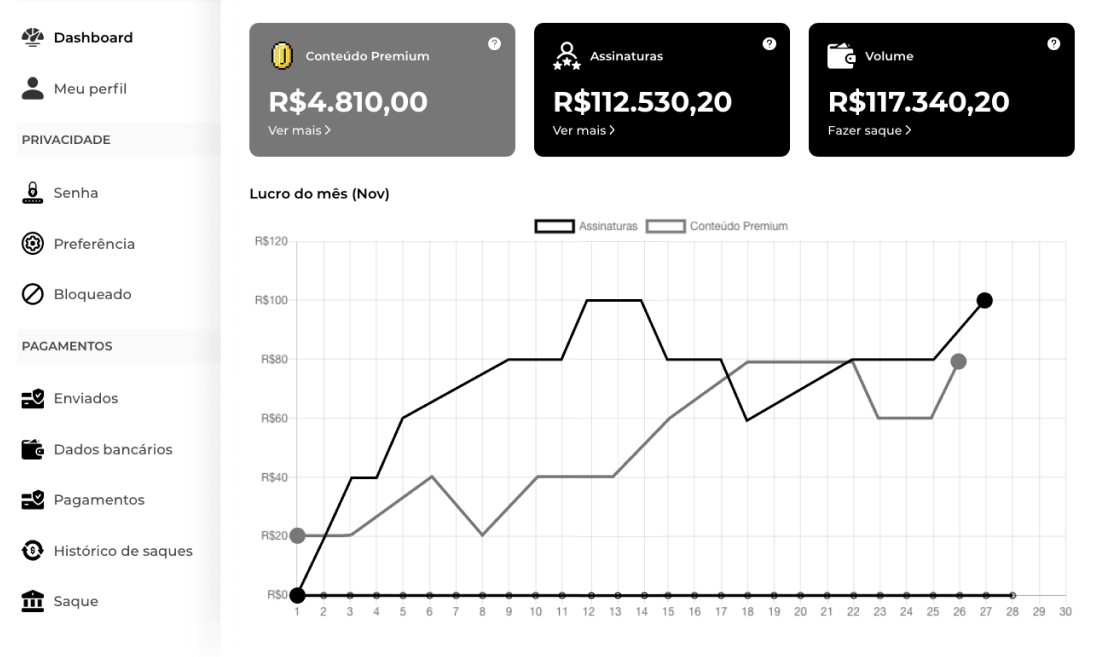 Dashboard
Meu perfil
PRIVACIDADE
Senha
Preferência
Bloqueado
PAGAMENTOS
Enviados
Dados bancários
Pagamentos
Histórico de saques
Saque
Conteúdo Premium
?
R$4.810,00
Ver mais
Assinaturas
?
R$112.530,20
Ver mais
Volume
?
R$117.340,20
Fazer saque
Lucro do mês (Nov)
Assinaturas Conteúdo Premium
R$120
R$100
R$80
R$60
R$40
R$20
R$0
1 2 3 4 5 6 7 8 9 10 11 12 13 14 15 16 17 18 19 20 21 22 23 24 25 26 27 28 29 30